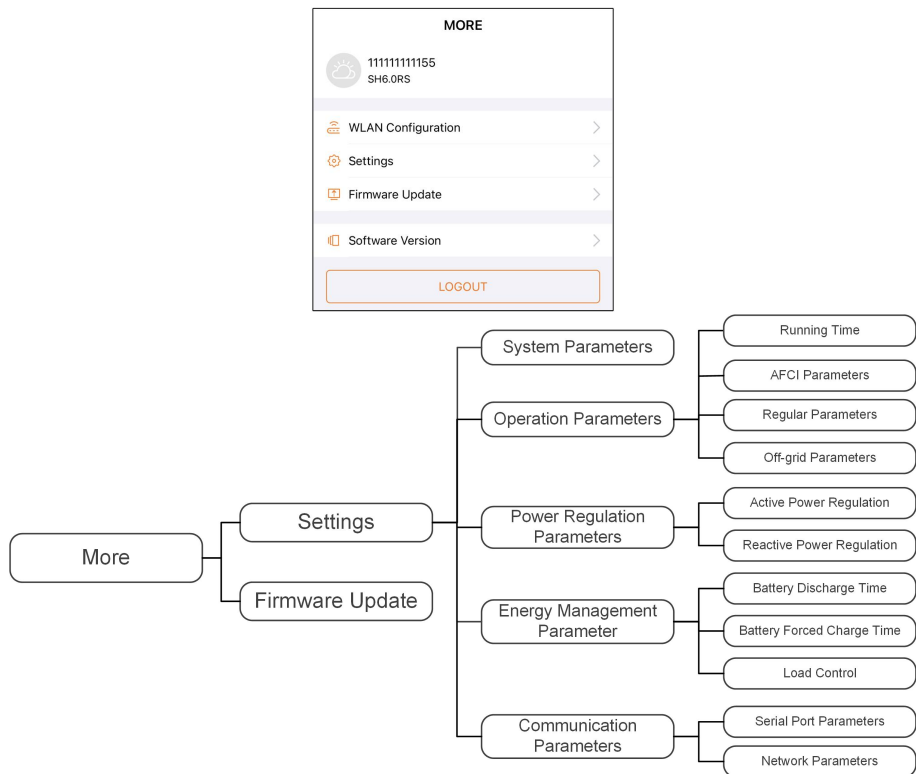 MORE
111111111155
SH6.0RS
WLAN Configuration
Settings
Firmware Update
Software Version
LOGOUT
More
Settings
Firmware Update
System Parameters
Operation Parameters
Power Regulation
Parameters
Energy Management
Parameter
Communication
Parameters
Running Time
AFCI Parameters
Regular Parameters
Off-grid Parameters
Active Power Regulation
Reactive Power Regulation
Battery Discharge Time
Battery Forced Charge Time
Load Control
Serial Port Parameters
Network Parameters